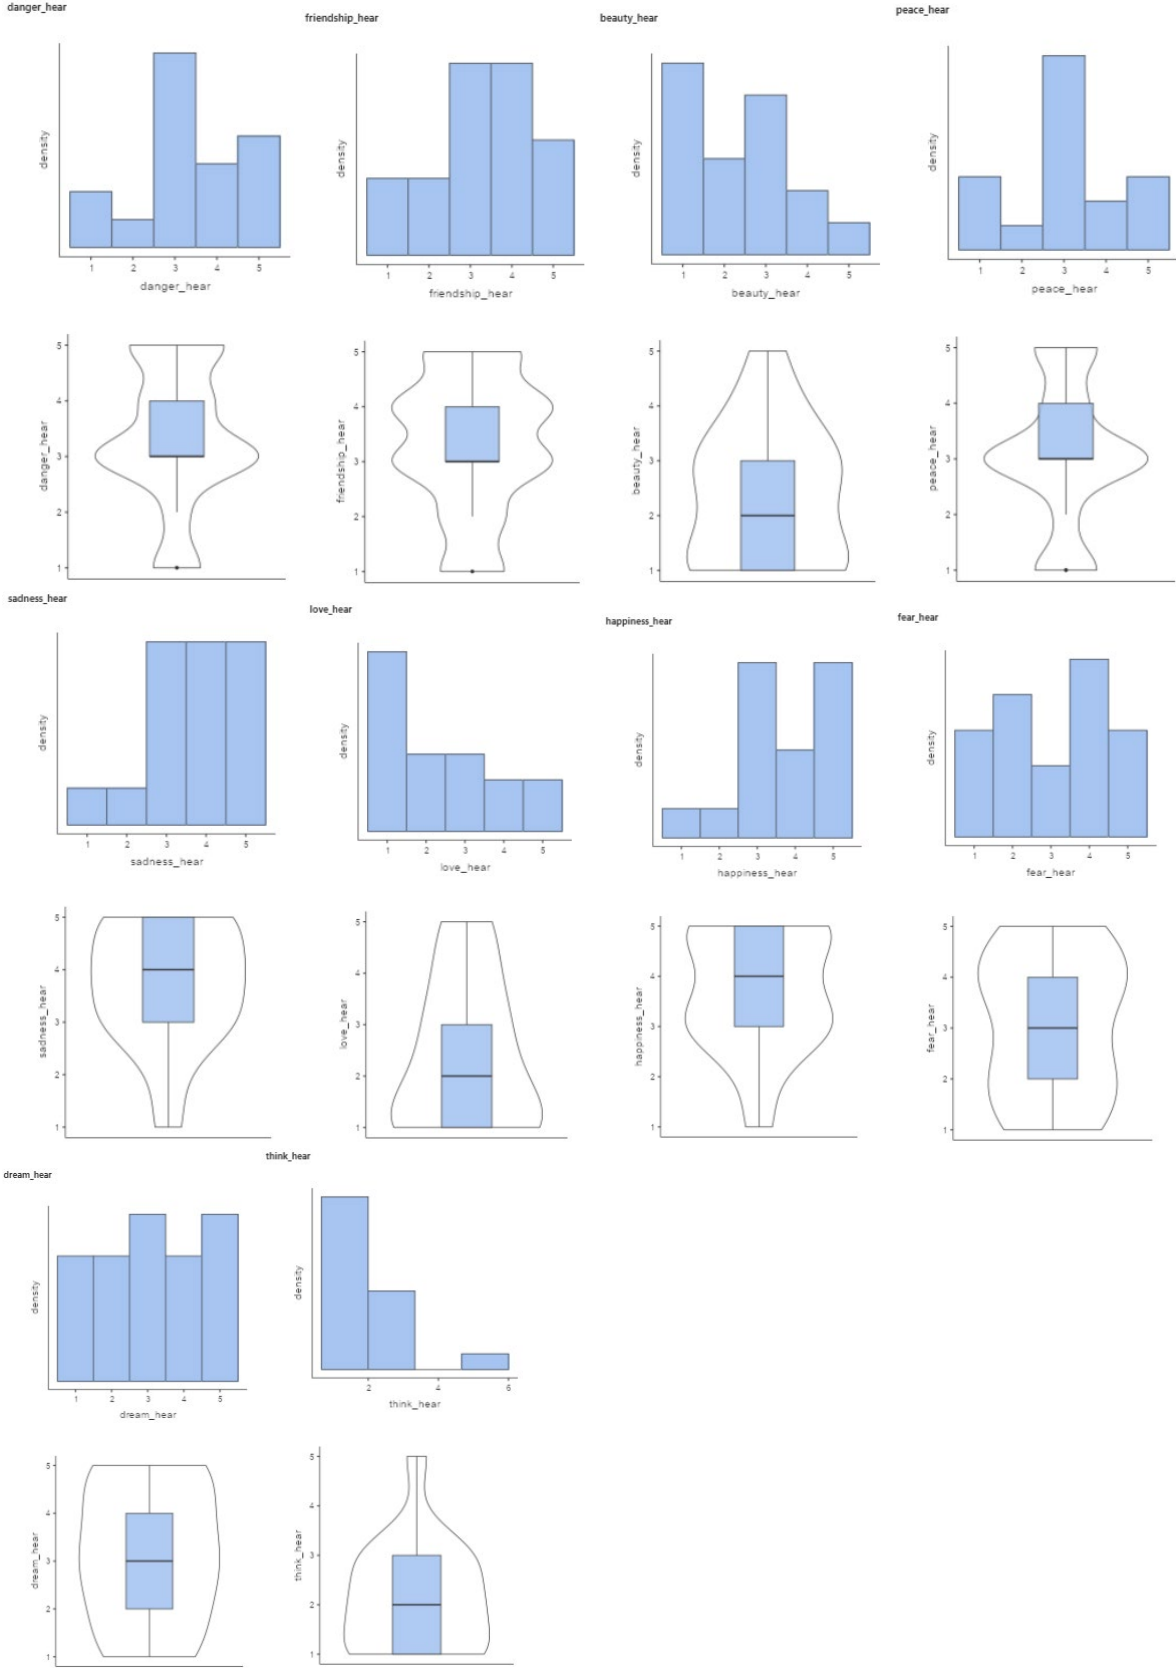 danger_hear
density
1 2 3 4 5
danger_hear
friendship_hear
density
1 2 3 4 5
friendship_hear
beauty_hear
density
1 2 3 4 5
beauty_hear
peace_hear
density
1 2 3 4 5
peace_hear
danger_hear
5
4
3
2
1
friendship_hear
5
4
3
2
1
beauty_hear
5
4
3
2
1
peace_hear
5
4
3
2
1
sadness_hear
density
1 2 3 4 5
sadness_hear
love_hear
density
1 2 3 4 5
love_hear
happiness_hear
density
1 2 3 4 5
happiness_hear
fear_hear
density
1 2 3 4 5
fear_hear
sadness_hear
5
4
3
2
1
love_hear
5
4
3
2
1
happiness_hear
5
4
3
2
1
fear_hear
5
4
3
2
1
dream_hear
density
1 2 3 4 5
dream_hear
think_hear
density
2 4 6
think_hear
dream_hear
5
4
3
2
1
think_hear
5
4
3
2
1